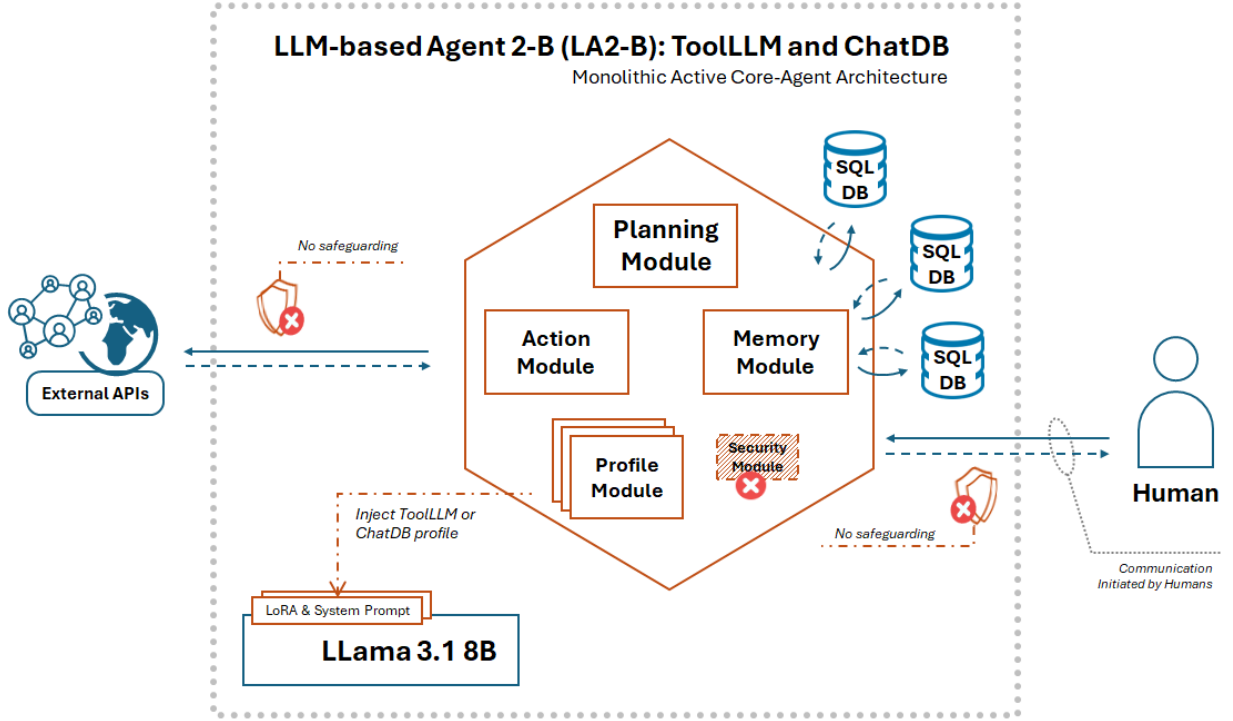 LLM-based Agent 2-B (LA2-B): ToolLLM and ChatDB
Monolithic Active Core-Agent Architecture
SQL
DB
Planning
Module
No safeguarding
SQL
DB
Action
Module
Memory
Module
SQL
DB
External APIs
Profile
Module
Security
Module
Human
Inject ToolLLM or
ChatDB profile
No safeguarding
Communication
Initiated by Humans
LoRA & System Prompt
LLama 3.1 8B